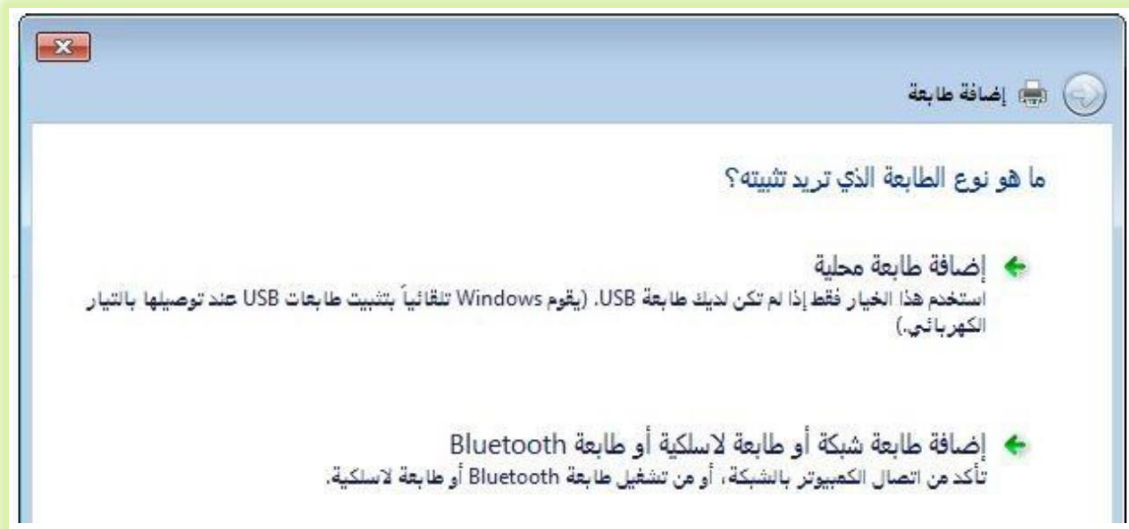 إضافة طابعة
ما هو نوع الطابعة الذي تريد تثبيته؟
إضافة طابعة محلية
استخدم هذا الخيار فقط إذا لم تكن لديك طابعة USB. (يقوم Windows تلقائياً بتثبيت طابعات USB عند توصيلها بالتيار
الكهربائي.)
إضافة طابعة شبكة أو طابعة لاسلكية أو طابعة Bluetooth
تأكد من اتصال الكمبيوتر بالشبكة، أو من تشغيل طابعة Bluetooth أو طابعة لاسلكية.